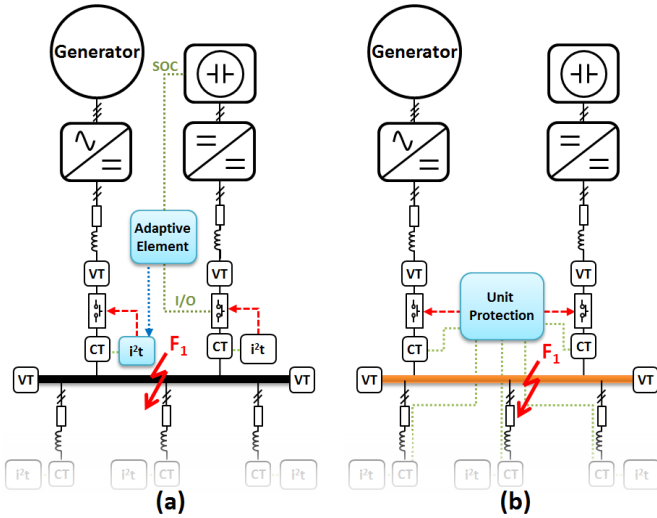 Generator
SOC
Adaptive
Element
VT
VT
I/O
CT
i²t
CT
i²t
F₁
VT
VT
i²t
CT
i²t
CT
CT
i²t
(a)
Generator
VT
VT
Unit
Protection
CT
CT
F₁
VT
VT
i²t
CT
i²t
CT
CT
i²t
(b)